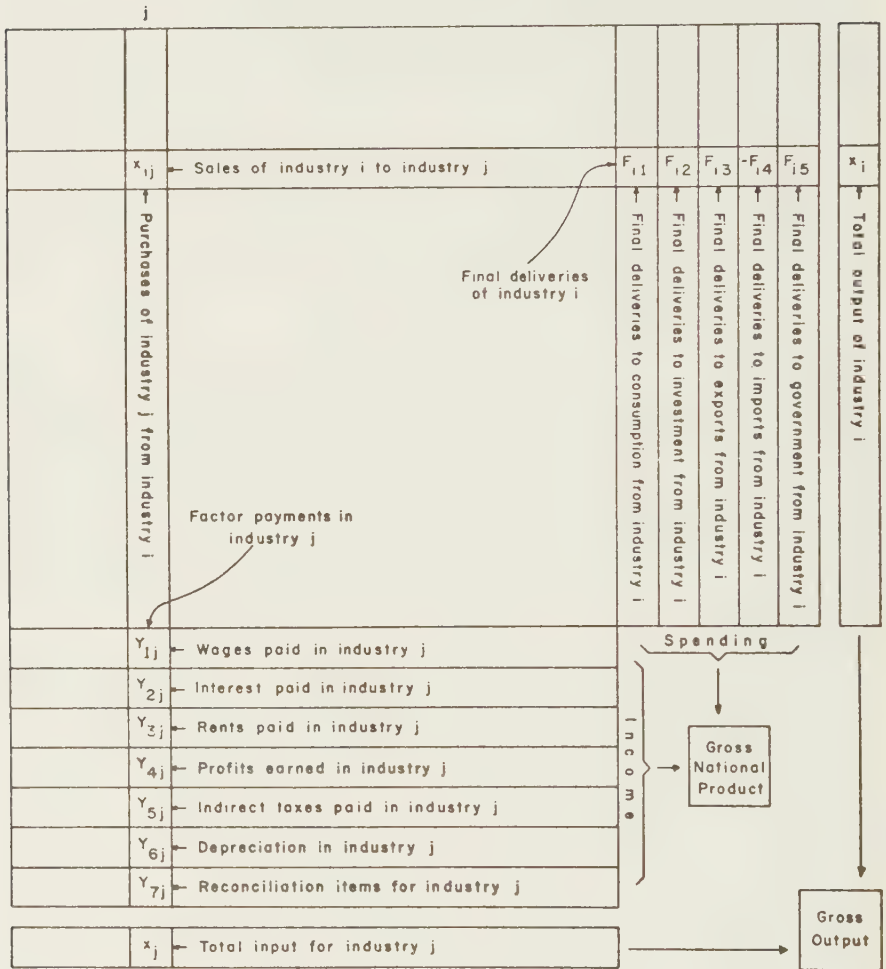 j
x_ij ← Sales of industry i to industry j
F_i1 F_i2 F_i3 -F_i4 F_i5
x_i
Purchases of industry j from industry i
Final deliveries
of industry i
Final deliveries to consumption from industry i
Final deliveries to investment from industry i
Final deliveries to exports from industry i
Final deliveries to imports from industry i
Final deliveries to government from industry i
Total output of industry i
Factor payments in
industry j
Y_1j ← Wages paid in industry j
Y_2j ← Interest paid in industry j
Y_3j ← Rents paid in industry j
Y_4j ← Profits earned in industry j
Y_5j ← Indirect taxes paid in industry j
Y_6j ← Depreciation in industry j
Y_7j ← Reconciliation items for industry j
Spending
Income
Gross
National
Product
x_j ← Total input for industry j
Gross
Output